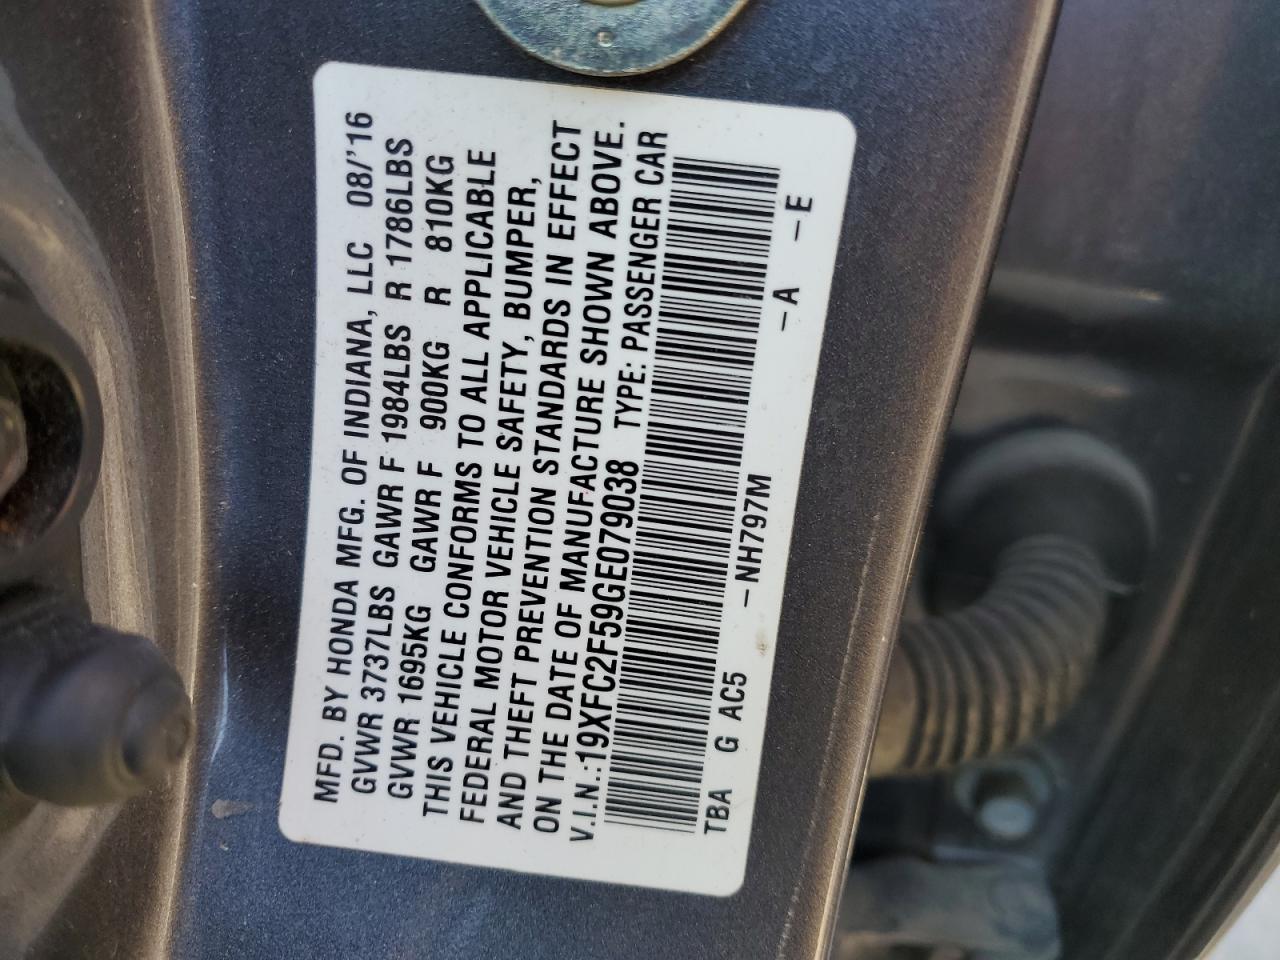 MFD. BY HONDA MFG. OF INDIANA, LLC 08/'16
GVWR 3737LBS GAWR F 1984LBS R 1786LBS
GVWR 1695KG GAWR F 900KG R 810KG
THIS VEHICLE CONFORMS TO ALL APPLICABLE
FEDERAL MOTOR VEHICLE SAFETY, BUMPER,
AND THEFT PREVENTION STANDARDS IN EFFECT
ON THE DATE OF MANUFACTURE SHOWN ABOVE.
V.I.N.:19XFC2F59GE079038 TYPE: PASSENGER CAR
TBA G AC5 -NH797M -A -E